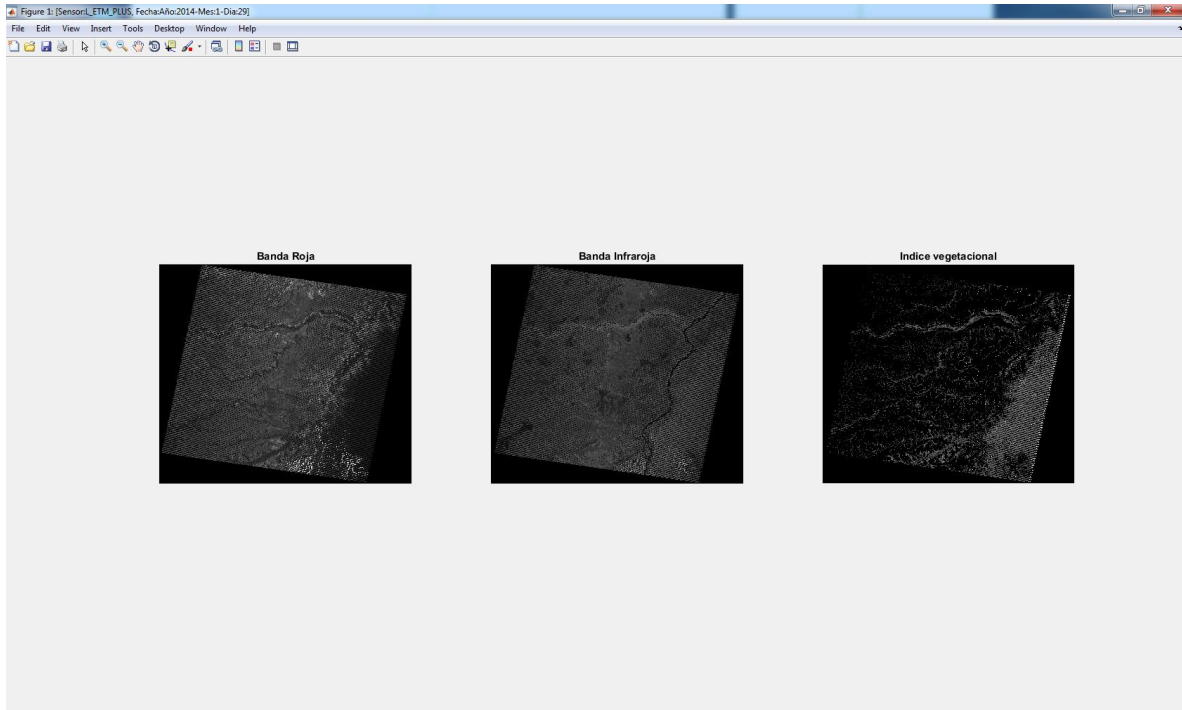 Figure 1: [Sensor:L_ETM_PLUS, Fecha:Año:2014-Mes:1-Dia:29]
File Edit View Insert Tools Desktop Window Help
Banda Roja
Banda Infraroja
Indice vegetacional